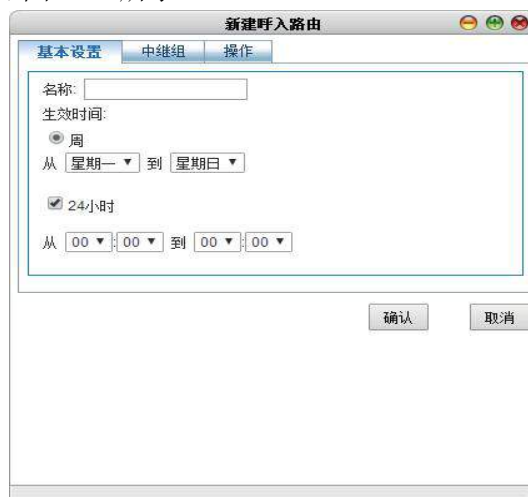 新建呼入路由
基本设置 中继组 操作
名称:
生效时间:
周
从 星期一 到 星期日
24小时
从 00 : 00 到 00 : 00
确认 取消